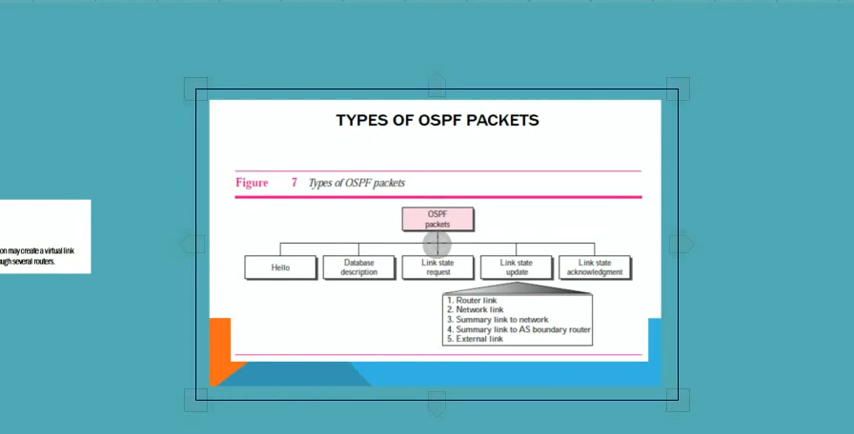 TYPES OF OSPF PACKETS
Figure 7 Types of OSPF packets
OSPF
packets
Hello
Database
description
Link state
request
Link state
update
Link state
acknowledgment
1. Router link
2. Network link
3. Summary link to network
4. Summary link to AS boundary router
5. External link
on may create a virtual link
ugh several routers.